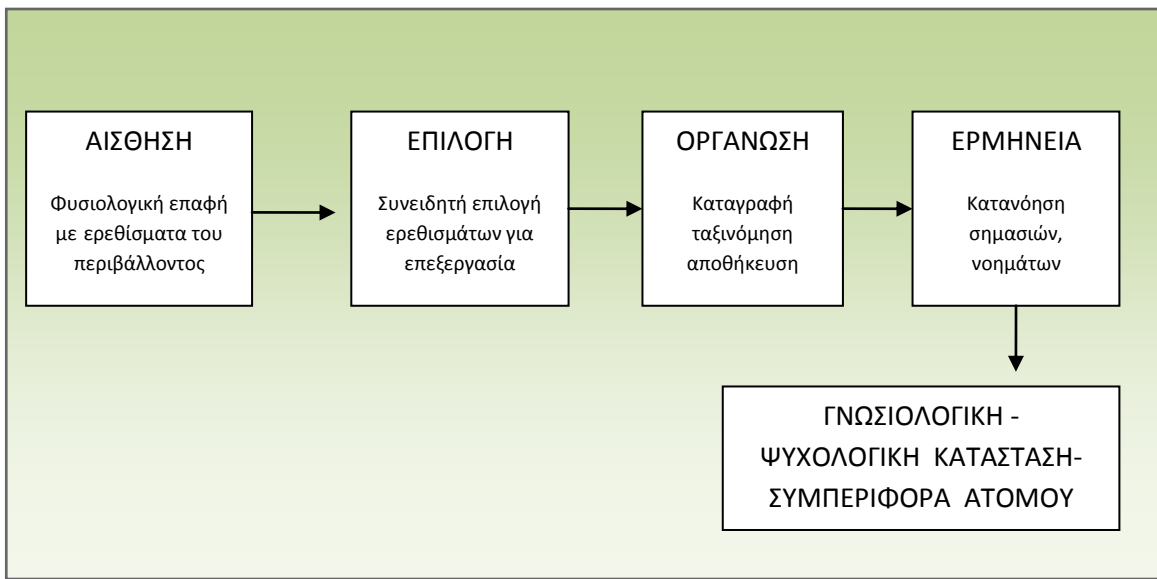 ΑΙΣΘΗΣΗ
Φυσιολογική επαφή
με ερεθίσματα του
περιβάλλοντος
ΕΠΙΛΟΓΗ
Συνειδητή επιλογή
ερεθισμάτων για
επεξεργασία
ΟΡΓΑΝΩΣΗ
Καταγραφή
ταξινόμηση
αποθήκευση
ΕΡΜΗΝΕΙΑ
Κατανόηση
σημασιών,
νοημάτων
ΓΝΩΣΙΟΛΟΓΙΚΗ -
ΨΥΧΟΛΟΓΙΚΗ ΚΑΤΑΣΤΑΣΗ-
ΣΥΜΠΕΡΙΦΟΡΑ ΑΤΟΜΟΥ